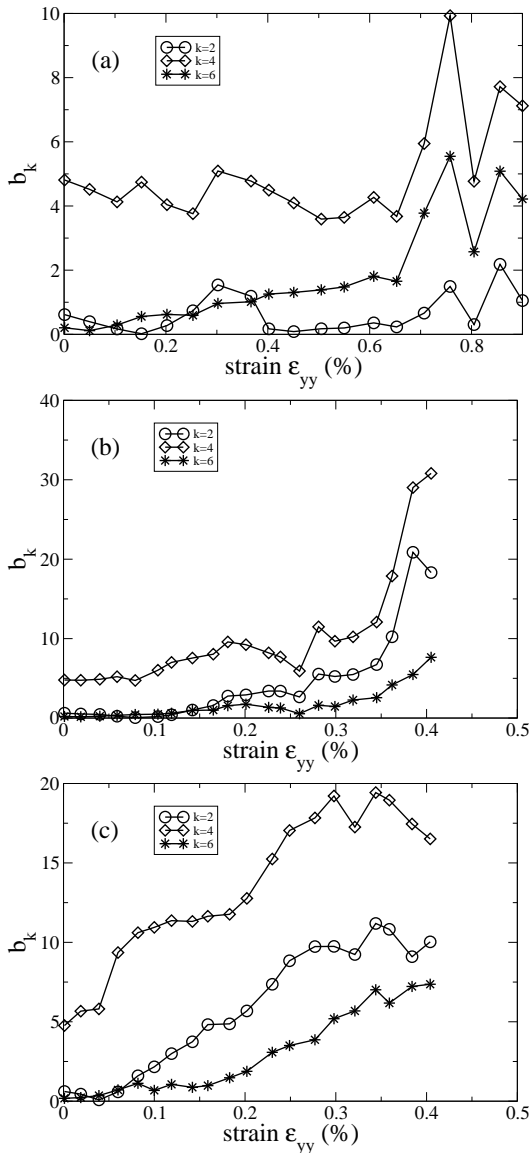 10
8
6
4
2
0
b_k
(a)
k=2
k=4
k=6
0 0.2 0.4 0.6 0.8
strain ε_yy (%)
40
30
20
10
0
b_k
(b)
k=2
k=4
k=6
0 0.1 0.2 0.3 0.4 0.5
strain ε_yy (%)
20
15
10
5
0
b_k
(c)
k=2
k=4
k=6
0 0.1 0.2 0.3 0.4 0.5
strain ε_yy (%)